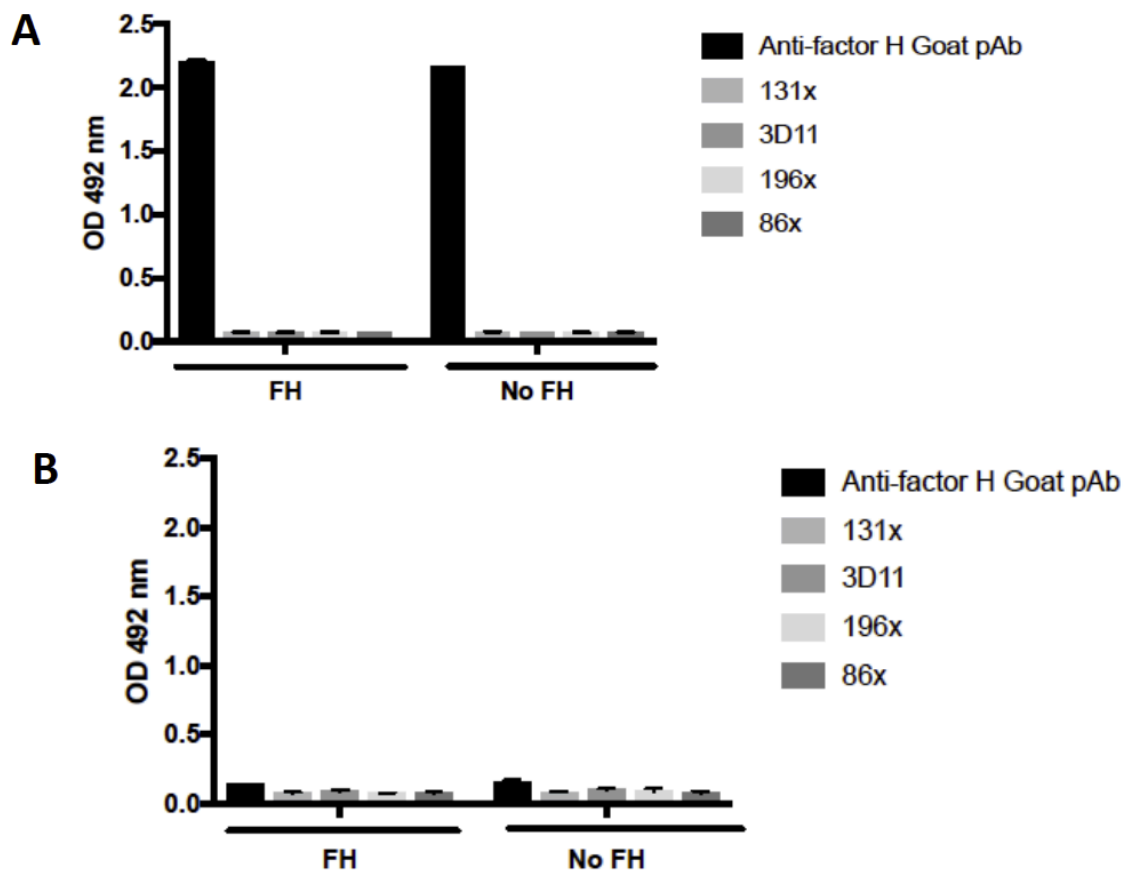 A
2.5
2.0
1.5
1.0
0.5
0.0
OD 492 nm
FH
No FH
Anti-factor H Goat pAb
131x
3D11
196x
86x
B
2.5
2.0
1.5
1.0
0.5
0.0
OD 492 nm
FH
No FH
Anti-factor H Goat pAb
131x
3D11
196x
86x